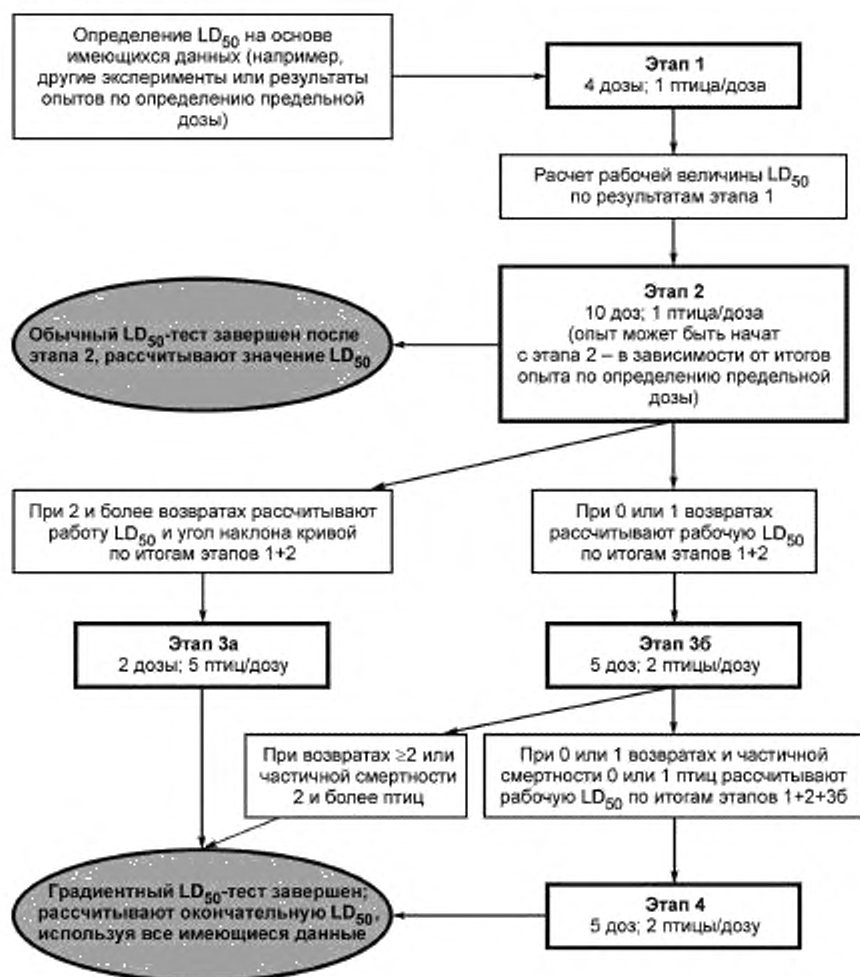 Определение LD50 на основе
имеющихся данных (например,
другие эксперименты или результаты
опытов по определению предельной
дозы)
Этап 1
4 дозы; 1 птица/доза
Расчет рабочей величины LD50
по результатам этапа 1
Этап 2
10 доз; 1 птица/доза
(опыт может быть начат
с этапа 2 – в зависимости от итогов
опыта по определению предельной
дозы)
Обычный LD50-тест завершен после
этапа 2, рассчитывают значение LD50
При 2 и более возвратах рассчитывают
работу LD50 и угол наклона кривой
по итогам этапов 1+2
При 0 или 1 возвратах
рассчитывают рабочую LD50
по итогам этапов 1+2
Этап 3а
2 дозы; 5 птиц/дозу
Этап 3б
5 доз; 2 птицы/дозу
При возвратах ≥2 или
частичной смертности
2 и более птиц
При 0 или 1 возвратах и частичной
смертности 0 или 1 птиц рассчитывают
рабочую LD50 по итогам этапов 1+2+3б
Градиентный LD50-тест завершен;
рассчитывают окончательную LD50,
используя все имеющиеся данные
Этап 4
5 доз; 2 птицы/дозу